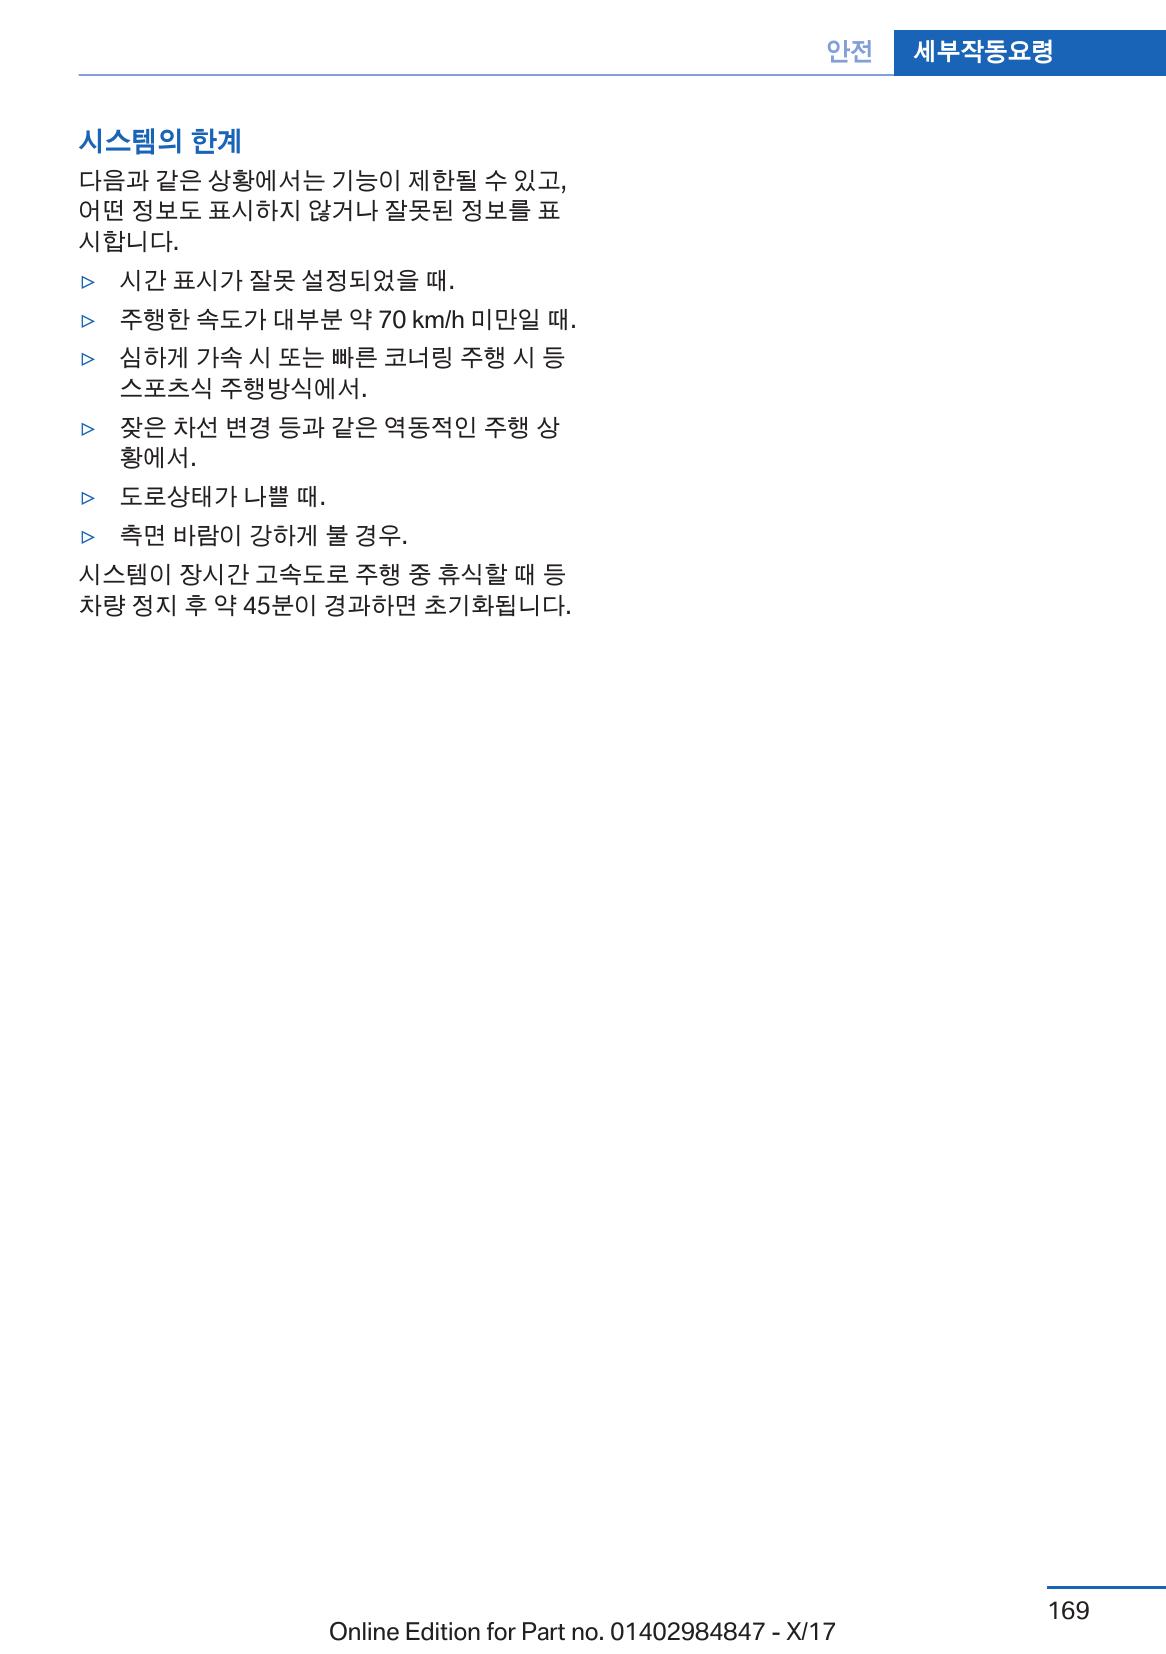 안전 세부작동요령
시스템의 한계
다음과 같은 상황에서는 기능이 제한될 수 있고,
어떤 정보도 표시하지 않거나 잘못된 정보를 표
시합니다.
▷ 시간 표시가 잘못 설정되었을 때.
▷ 주행한 속도가 대부분 약 70 km/h 미만일 때.
▷ 심하게 가속 시 또는 빠른 코너링 주행 시 등
스포츠식 주행방식에서.
▷ 잦은 차선 변경 등과 같은 역동적인 주행 상
황에서.
▷ 도로상태가 나쁠 때.
▷ 측면 바람이 강하게 불 경우.
시스템이 장시간 고속도로 주행 중 휴식할 때 등
차량 정지 후 약 45분이 경과하면 초기화됩니다.
169
Online Edition for Part no. 01402984847 - X/17